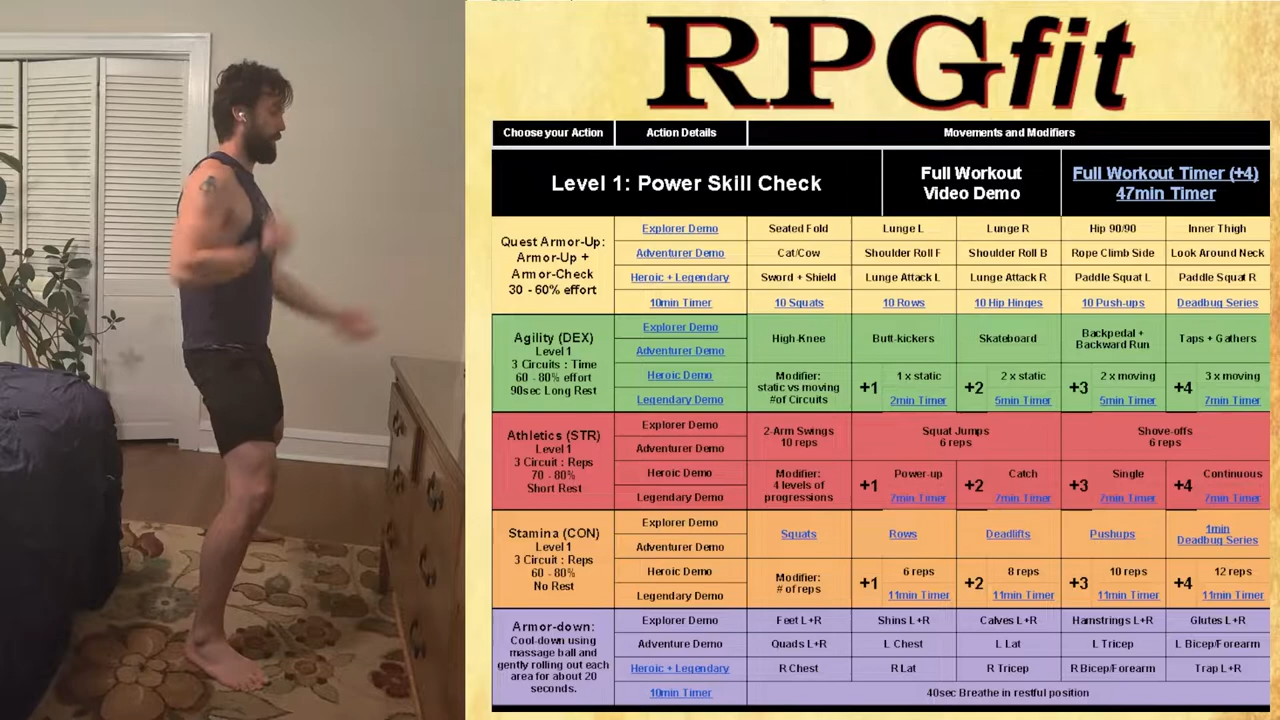 RPGfit
Choose your Action Action Details Movements and Modifiers
Level 1: Power Skill Check
Full Workout
Video Demo
Full Workout Timer (+4)
47min Timer
Quest Armor-Up:
Armor-Up +
Armor-Check
30 - 60% effort
Explorer Demo Seated Fold Lunge L Lunge R Hip 90/90 Inner Thigh
Adventurer Demo Cat/Cow Shoulder Roll F Shoulder Roll B Rope Climb Side Look Around Neck
Heroic + Legendary Sword + Shield Lunge Attack L Lunge Attack R Paddle Squat L Paddle Squat R
10min Timer 10 Squats 10 Rows 10 Hip Hinges 10 Push-ups Deadbug Series
Agility (DEX)
Level 1
3 Circuits : Time
60 - 80% effort
90sec Long Rest
Explorer Demo
Adventurer Demo
Heroic Demo
Legendary Demo
High-Knee
Butt-kickers
Skateboard
Backpedal +
Backward Run
Taps + Gathers
Modifier:
static vs moving
#of Circuits
+1
1 x static
2min Timer
+2
2 x static
5min Timer
+3
2 x moving
5min Timer
+4
3 x moving
7min Timer
Athletics (STR)
Level 1
3 Circuit : Reps
70 - 80%
Short Rest
Explorer Demo
Adventurer Demo
Heroic Demo
Legendary Demo
2-Arm Swings
10 reps
Squat Jumps
6 reps
Shove-offs
6 reps
Modifier:
4 levels of
progressions
+1
Power-up
7min Timer
+2
Catch
7min Timer
+3
Single
7min Timer
+4
Continuous
7min Timer
Stamina (CON)
Level 1
3 Circuit : Reps
60 - 80%
No Rest
Explorer Demo
Adventurer Demo
Heroic Demo
Legendary Demo
Squats
Rows
Deadlifts
Pushups
1min
Deadbug Series
Modifier:
# of reps
+1
6 reps
11min Timer
+2
8 reps
11min Timer
+3
10 reps
11min Timer
+4
12 reps
11min Timer
Armor-down:
Cool-down using
massage ball and
gently rolling out each
area for about 20
seconds.
Explorer Demo Feet L+R Shins L+R Calves L+R Hamstrings L+R Glutes L+R
Adventure Demo Quads L+R L Chest L Lat L Tricep L Bicep/Forearm
Heroic + Legendary R Chest R Lat R Tricep R Bicep/Forearm Trap L+R
10min Timer 40sec Breathe in restful position